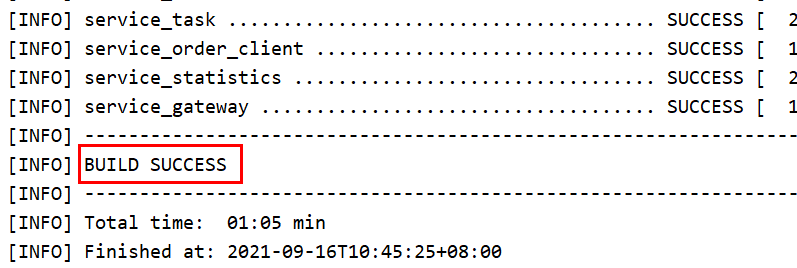 [INFO] service_task ....................................... SUCCESS [  2
[INFO] service_order_client ............................... SUCCESS [  1
[INFO] service_statistics ................................. SUCCESS [  2
[INFO] service_gateway .................................... SUCCESS [  1
[INFO] -----------------------------------------------------------------
[INFO] BUILD SUCCESS
[INFO] -----------------------------------------------------------------
[INFO] Total time:  01:05 min
[INFO] Finished at: 2021-09-16T10:45:25+08:00